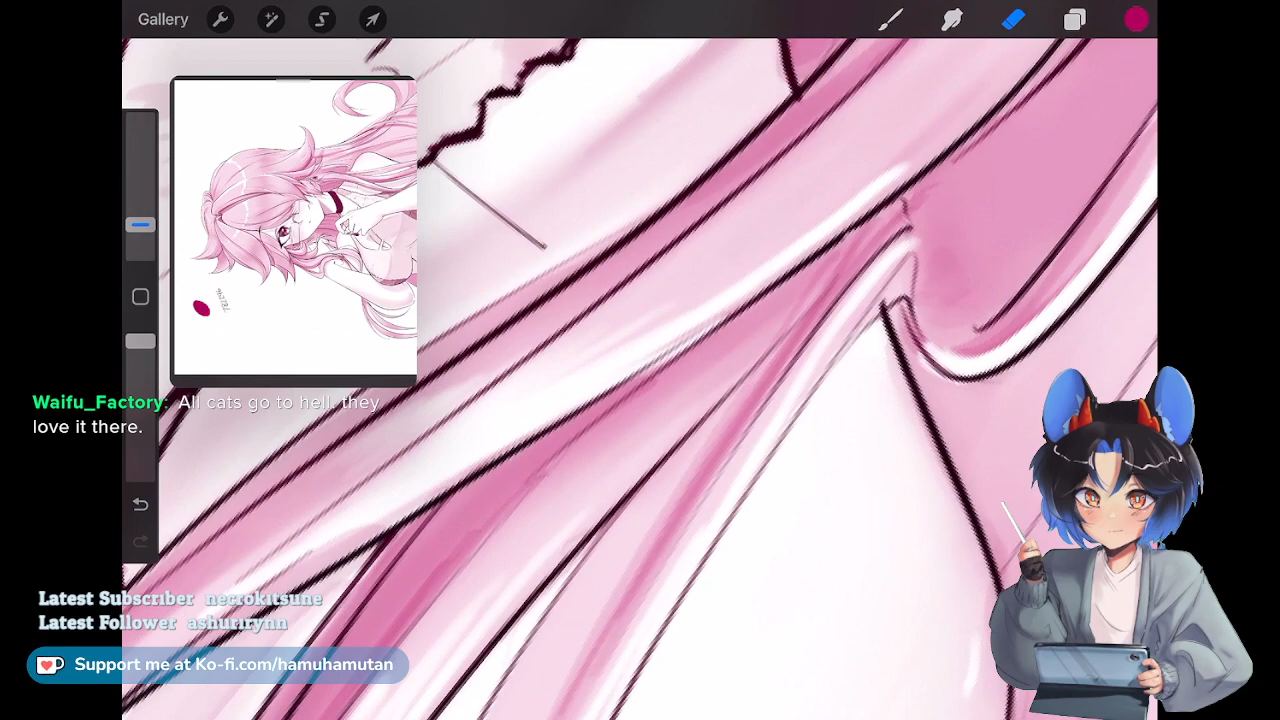 Gallery
Waifu_Factory: All cats go to hell. they
love it there.
Latest Subscriber necrokitsune
Latest Follower ashurirynn
Support me at Ko-fi.com/hamuhamutan